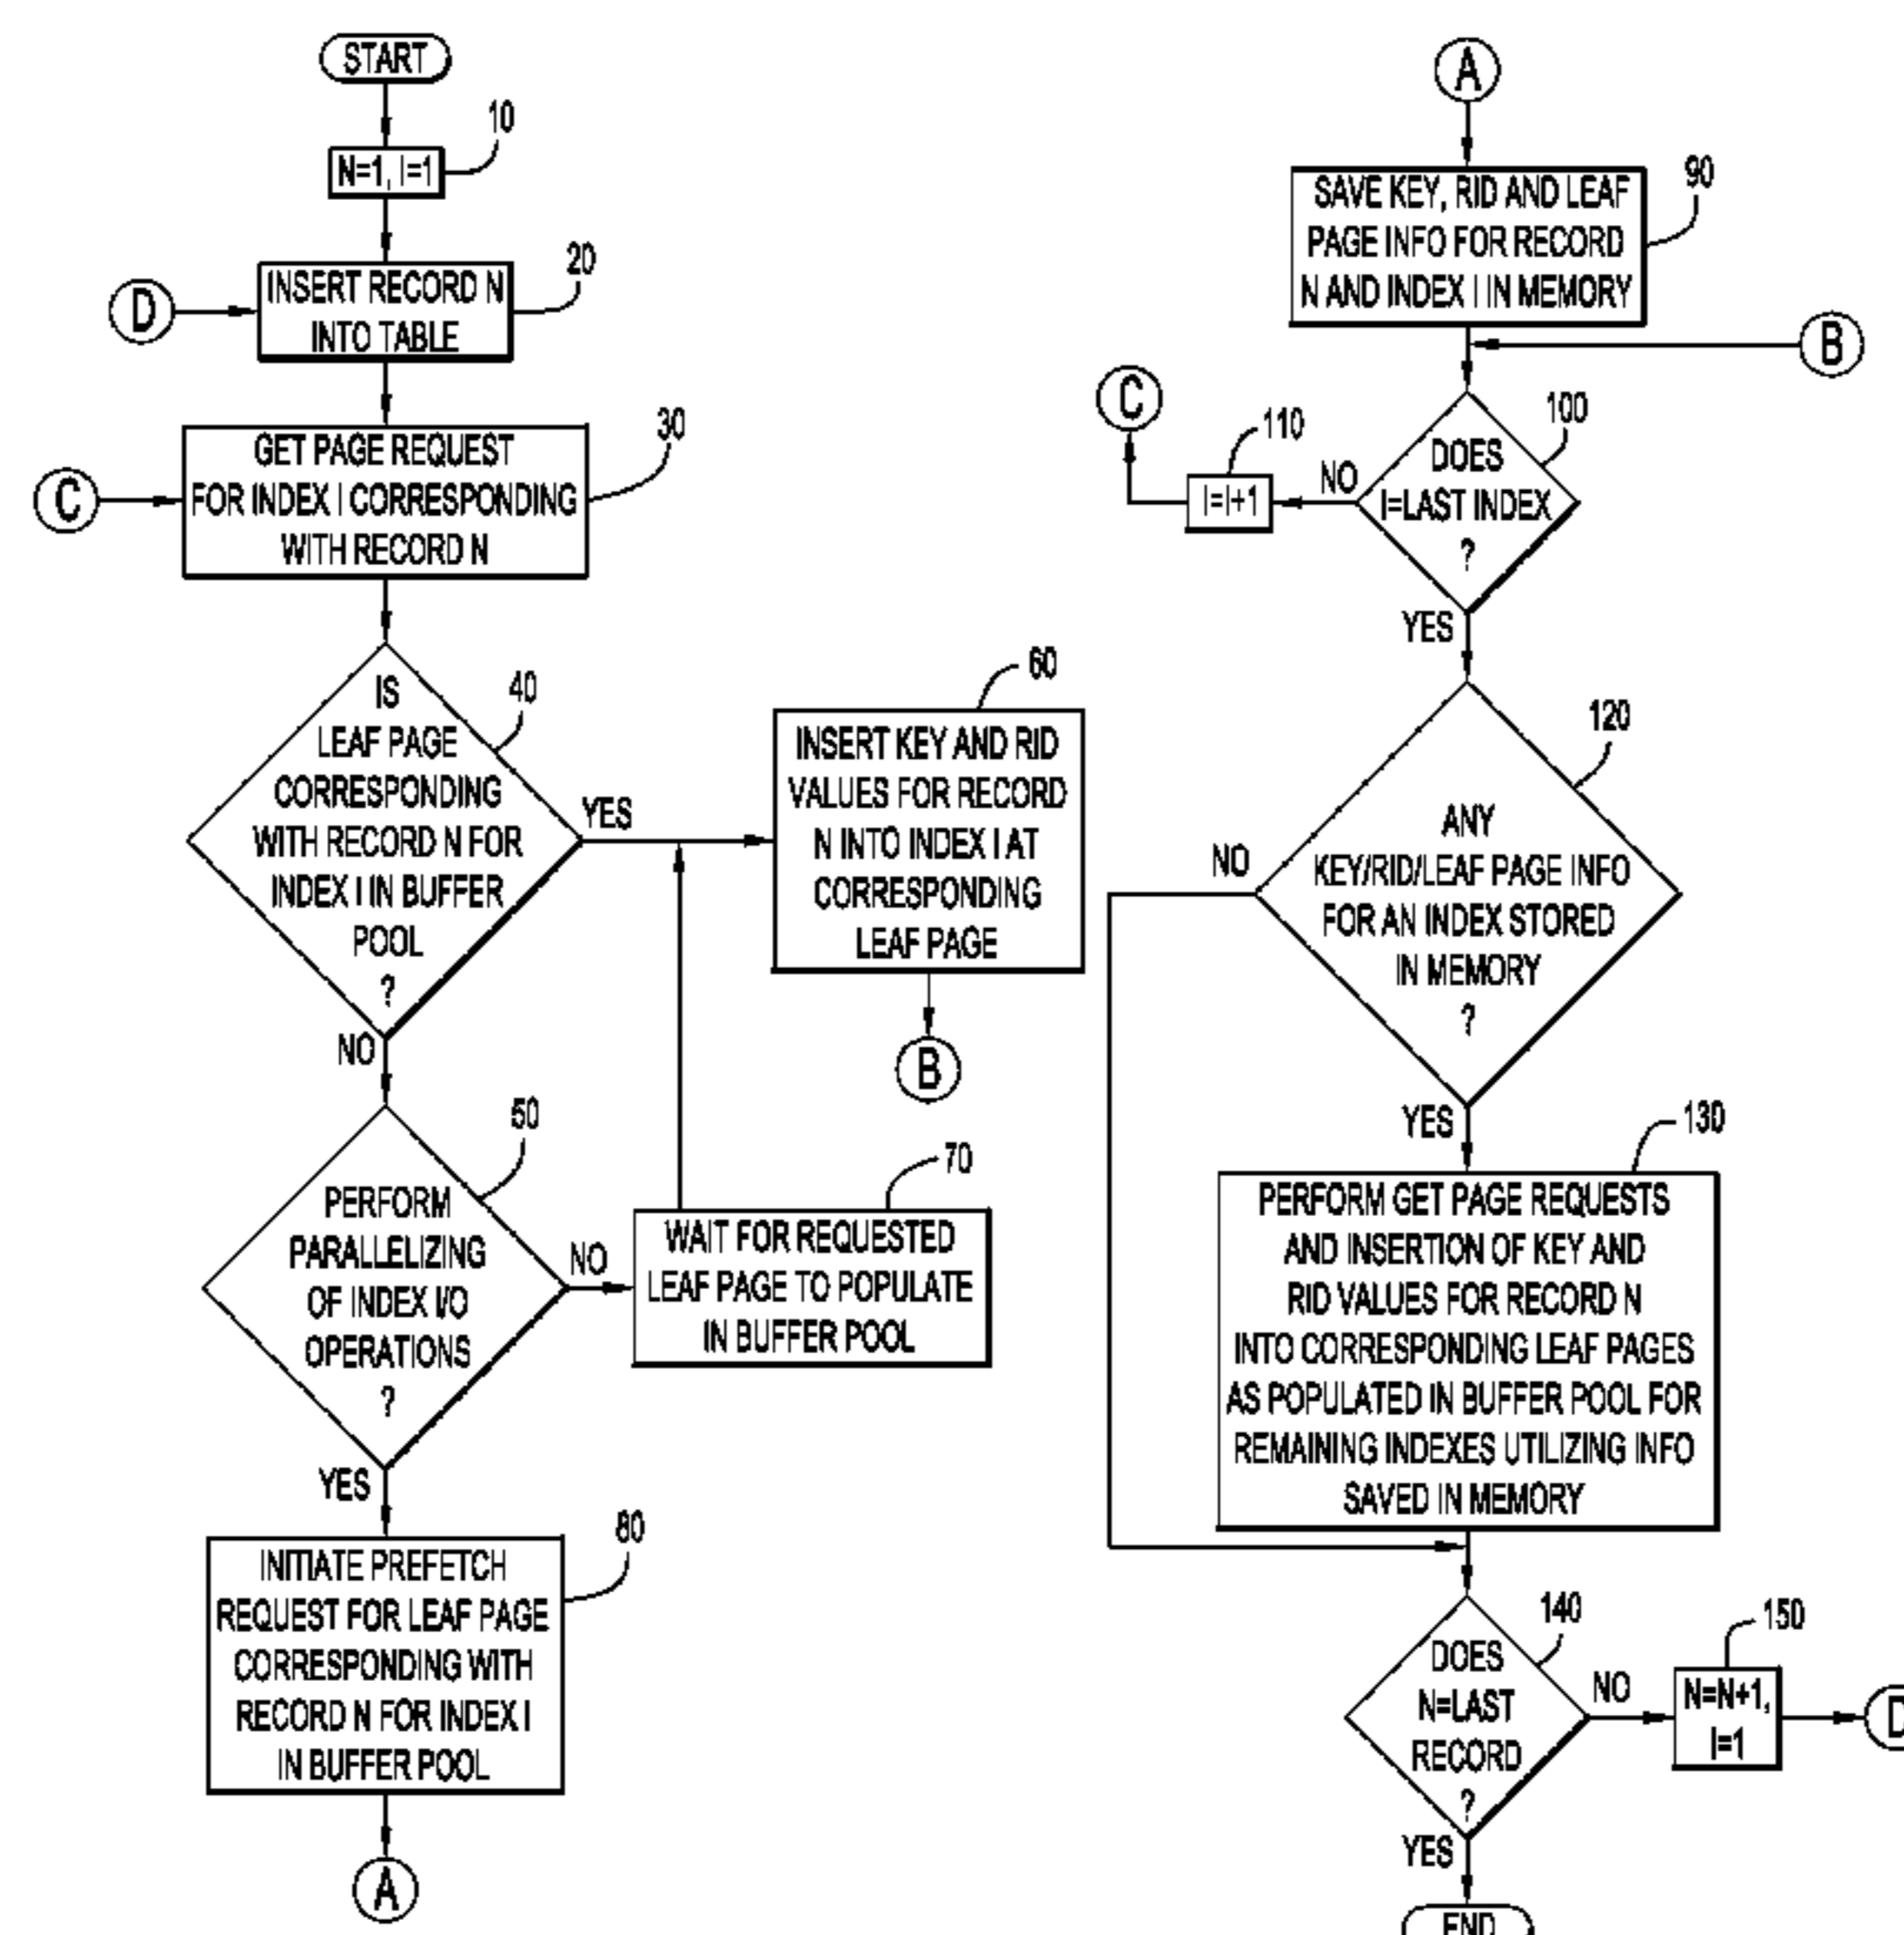 START
10
N=1, I=1
20
D
INSERT RECORD N
INTO TABLE
30
C
GET PAGE REQUEST
FOR INDEX I CORRESPONDING
WITH RECORD N
40
IS
LEAF PAGE
CORRESPONDING
WITH RECORD N FOR
INDEX I IN BUFFER
POOL
?
YES
NO
60
INSERT KEY AND RID
VALUES FOR RECORD
N INTO INDEX I AT
CORRESPONDING
LEAF PAGE
B
50
PERFORM
PARALLELIZING
OF INDEX I/O
OPERATIONS
?
NO
YES
70
WAIT FOR REQUESTED
LEAF PAGE TO POPULATE
IN BUFFER POOL
80
INITIATE PREFETCH
REQUEST FOR LEAF PAGE
CORRESPONDING WITH
RECORD N FOR INDEX I
IN BUFFER POOL
A
A
90
SAVE KEY, RID AND LEAF
PAGE INFO FOR RECORD
N AND INDEX I IN MEMORY
B
C
110
I=I+1
NO
100
DOES
I=LAST INDEX
?
YES
120
ANY
KEY/RID/LEAF PAGE INFO
FOR AN INDEX STORED
IN MEMORY
?
NO
YES
130
PERFORM GET PAGE REQUESTS
AND INSERTION OF KEY AND
RID VALUES FOR RECORD N
INTO CORRESPONDING LEAF PAGES
AS POPULATED IN BUFFER POOL FOR
REMAINING INDEXES UTILIZING INFO
SAVED IN MEMORY
140
DOES
N=LAST
RECORD
?
NO
150
N=N+1,
I=1
D
YES
END